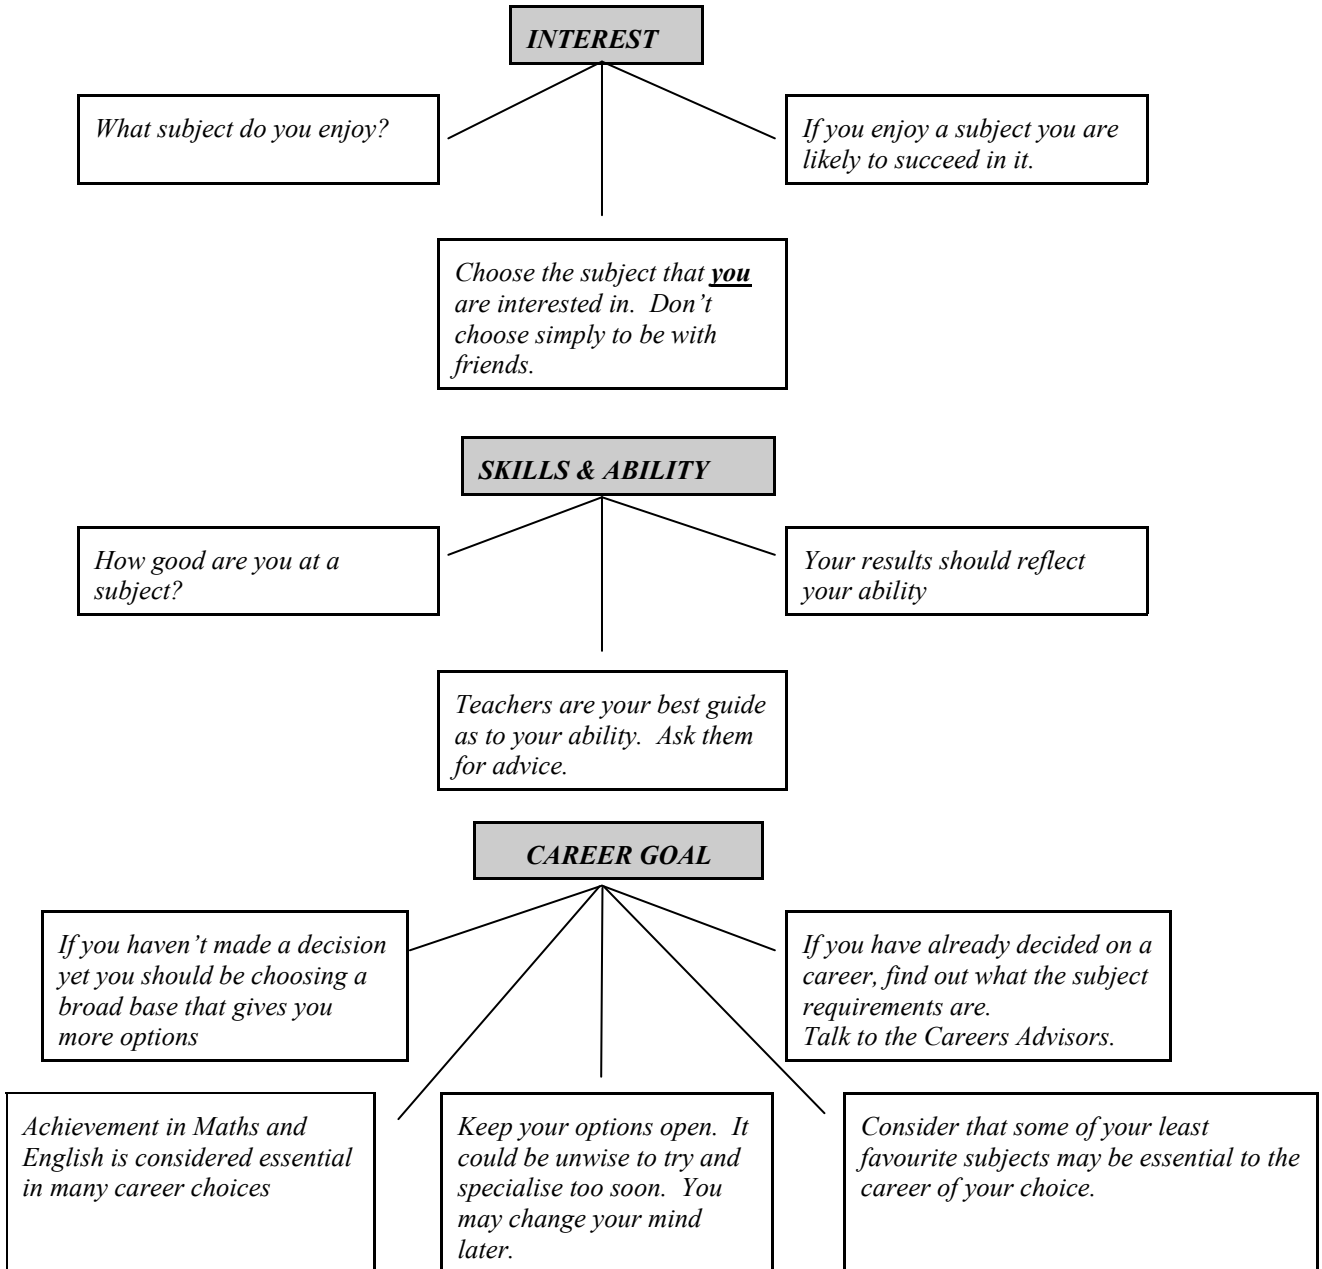 INTEREST
What subject do you enjoy?
If you enjoy a subject you are
likely to succeed in it.
Choose the subject that you
are interested in.  Don’t
choose simply to be with
friends.
SKILLS & ABILITY
How good are you at a
subject?
Your results should reflect
your ability
Teachers are your best guide
as to your ability.  Ask them
for advice.
CAREER GOAL
If you haven’t made a decision
yet you should be choosing a
broad base that gives you
more options
If you have already decided on a
career, find out what the subject
requirements are.
Talk to the Careers Advisors.
Achievement in Maths and
English is considered essential
in many career choices
Keep your options open.  It
could be unwise to try and
specialise too soon.  You
may change your mind
later.
Consider that some of your least
favourite subjects may be essential to the
career of your choice.